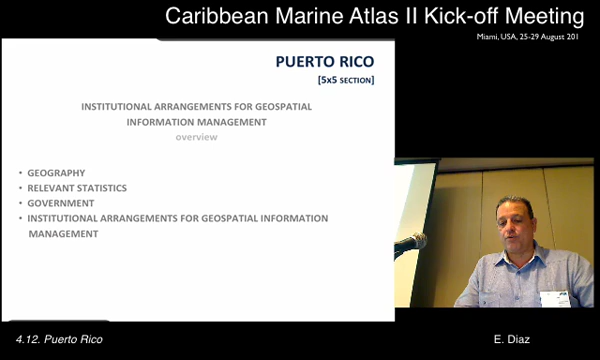 Caribbean Marine Atlas II Kick-off Meeting
Miami, USA, 25-29 August 201
PUERTO RICO
[5x5 SECTION]
INSTITUTIONAL ARRANGEMENTS FOR GEOSPATIAL
INFORMATION MANAGEMENT
overview
• GEOGRAPHY
• RELEVANT STATISTICS
• GOVERNMENT
• INSTITUTIONAL ARRANGEMENTS FOR GEOSPATIAL INFORMATION
MANAGEMENT
4.12. Puerto Rico
E. Diaz